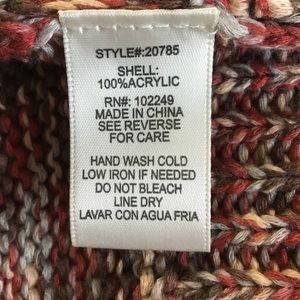 STYLE#:20785
SHELL:
100%ACRYLIC
RN#: 102249
MADE IN CHINA
SEE REVERSE
FOR CARE
HAND WASH COLD
LOW IRON IF NEEDED
DO NOT BLEACH
LINE DRY
LAVAR CON AGUA FRIA